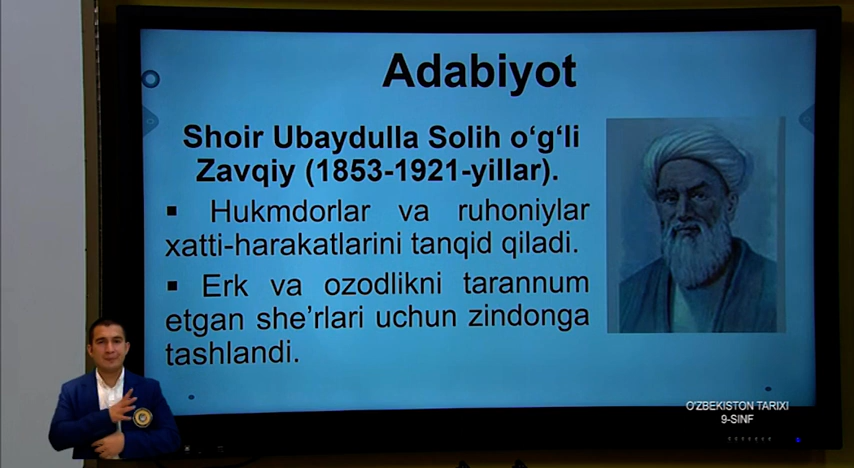 Adabiyot
Shoir Ubaydulla Solih o‘g‘li
Zavqiy (1853-1921-yillar).
▪ Hukmdorlar va ruhoniylar
xatti-harakatlarini tanqid qiladi.
▪ Erk va ozodlikni tarannum
etgan she’rlari uchun zindonga
tashlandi.
O'ZBEKISTON TARIXI
9-SINF